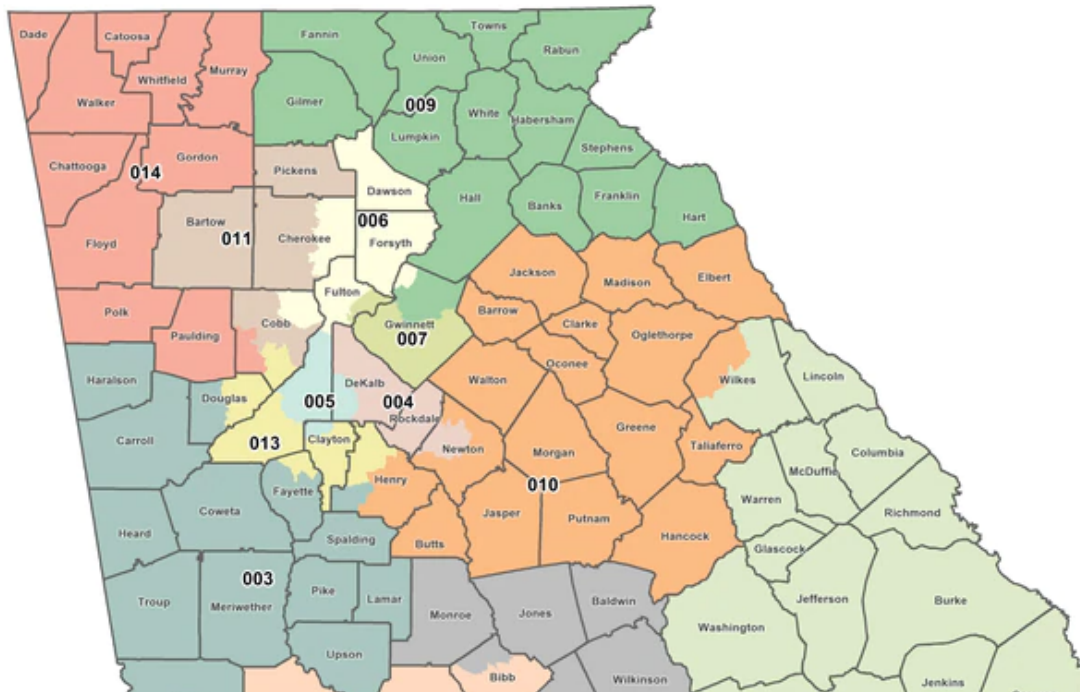 Dade
Catoosa
Fannin
Towns
Union
Rabun
Whitfield
Murray
Walker
Gilmer
009
White
Habersham
Lumpkin
Stephens
Chattooga
014
Gordon
Pickens
Dawson
Hall
Banks
Franklin
Hart
Bartow
011
Cherokee
006
Forsyth
Floyd
Jackson
Madison
Elbert
Fulton
Polk
Paulding
Cobb
Gwinnett
007
Barrow
Clarke
Oglethorpe
Oconee
Haralson
Douglas
DeKalb
005
004
Rockdale
Walton
Wilkes
Lincoln
Carroll
013
Clayton
Newton
Morgan
Greene
Taliaferro
Columbia
McDuffie
Fayette
Henry
010
Warren
Richmond
Coweta
Heard
Spalding
Butts
Jasper
Putnam
Hancock
Glascock
003
Troup
Meriwether
Pike
Lamar
Monroe
Jones
Baldwin
Washington
Jefferson
Burke
Upson
Bibb
Wilkinson
Jenkins